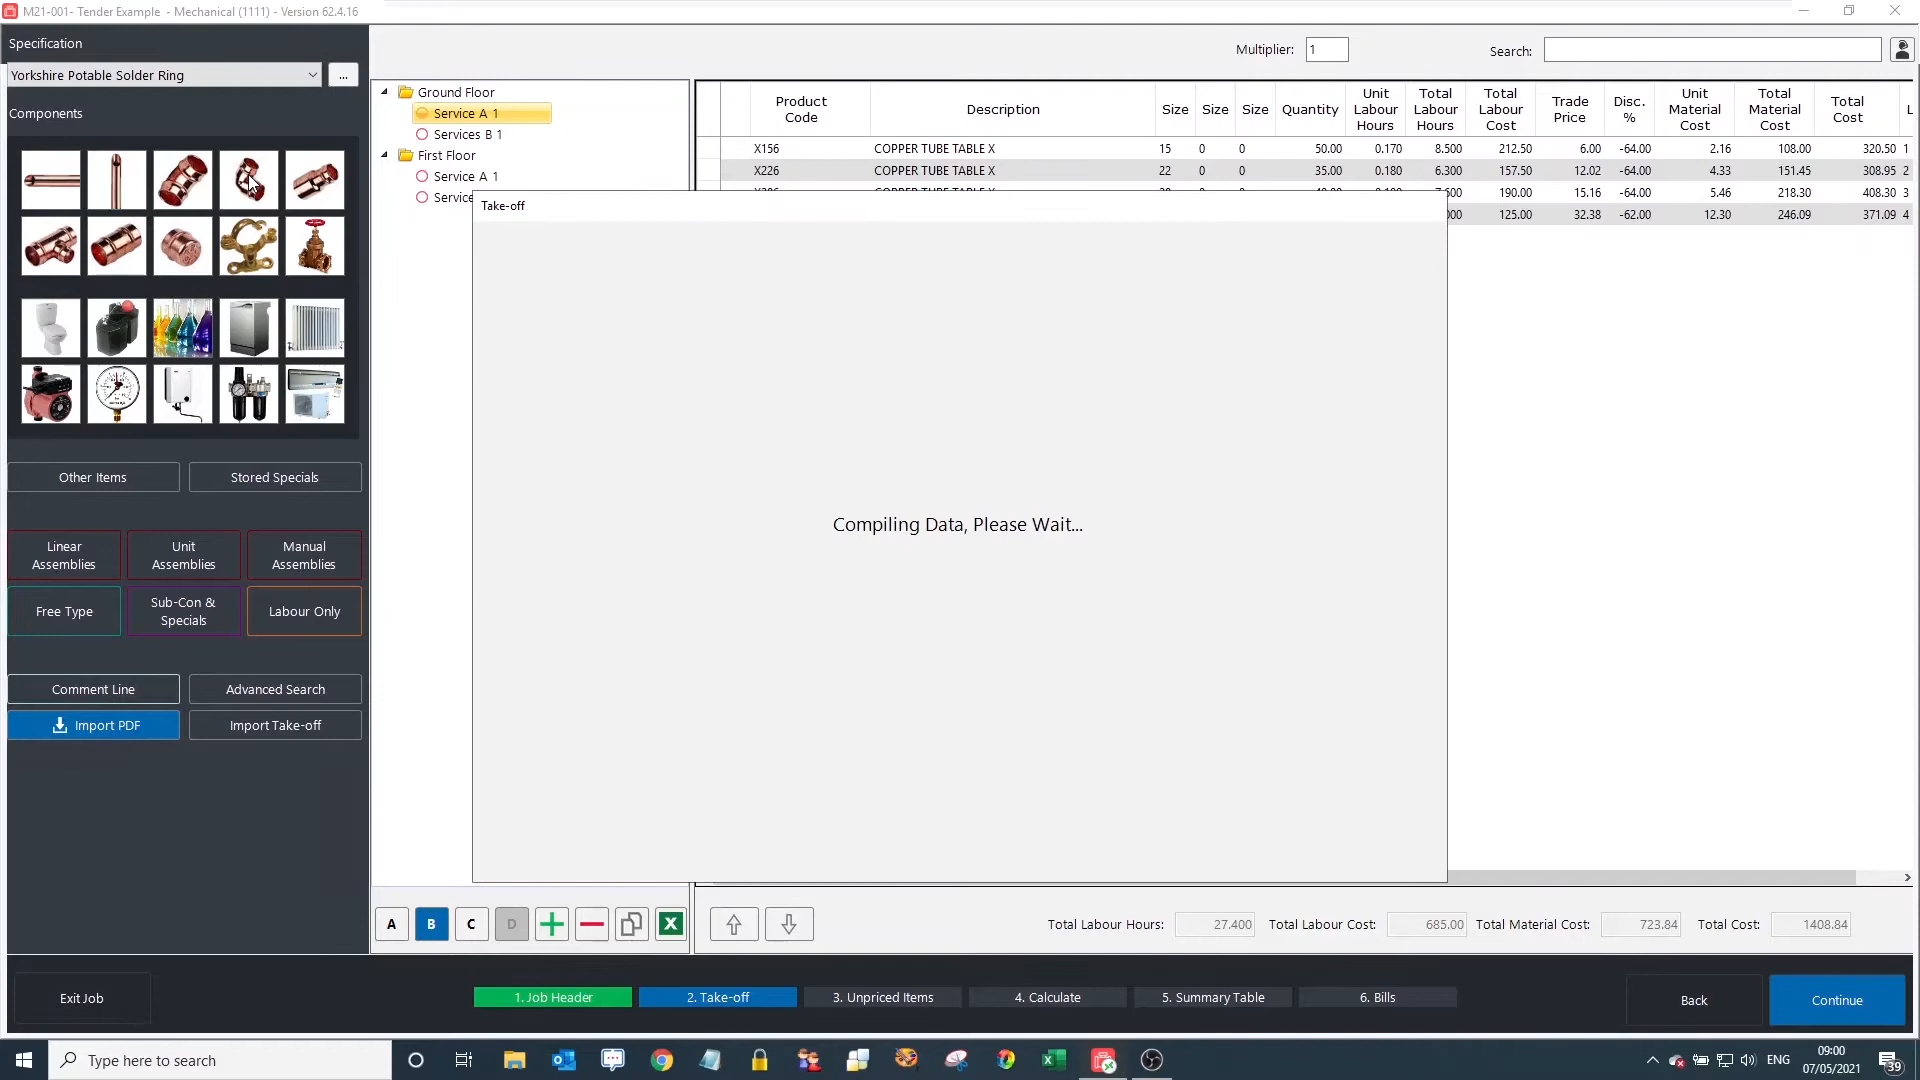 M21-001- Tender Example - Mechanical (1111) - Version 62.4.16
Specification
Yorkshire Potable Solder Ring
...
Components
Other Items
Stored Specials
Linear
Assemblies
Unit
Assemblies
Manual
Assemblies
Free Type
Sub-Con &
Specials
Labour Only
Comment Line
Advanced Search
Import PDF
Import Take-off
Multiplier: 1
Search:
Ground Floor
Service A 1
Services B 1
First Floor
Service A 1
Service
Product
Code
Description
Size
Size
Size
Quantity
Unit
Labour
Hours
Total
Labour
Hours
Total
Labour
Cost
Trade
Price
Disc.
%
Unit
Material
Cost
Total
Material
Cost
Total
Cost
L
X156 COPPER TUBE TABLE X 15 0 0 50.00 0.170 8.500 212.50 6.00 -64.00 2.16 108.00 320.50 1
X226 COPPER TUBE TABLE X 22 0 0 35.00 0.180 6.300 157.50 12.02 -64.00 4.33 151.45 308.95 2
190.00 15.16 -64.00 5.46 218.30 408.30 3
125.00 32.38 -62.00 12.30 246.09 371.09 4
Take-off
Compiling Data, Please Wait...
A B C D
X
Total Labour Hours: 27.400 Total Labour Cost: 685.00 Total Material Cost: 723.84 Total Cost: 1408.84
Exit Job
1. Job Header
2. Take-off
3. Unpriced Items
4. Calculate
5. Summary Table
6. Bills
Back
Continue
Type here to search
ENG
09:00
07/05/2021
39